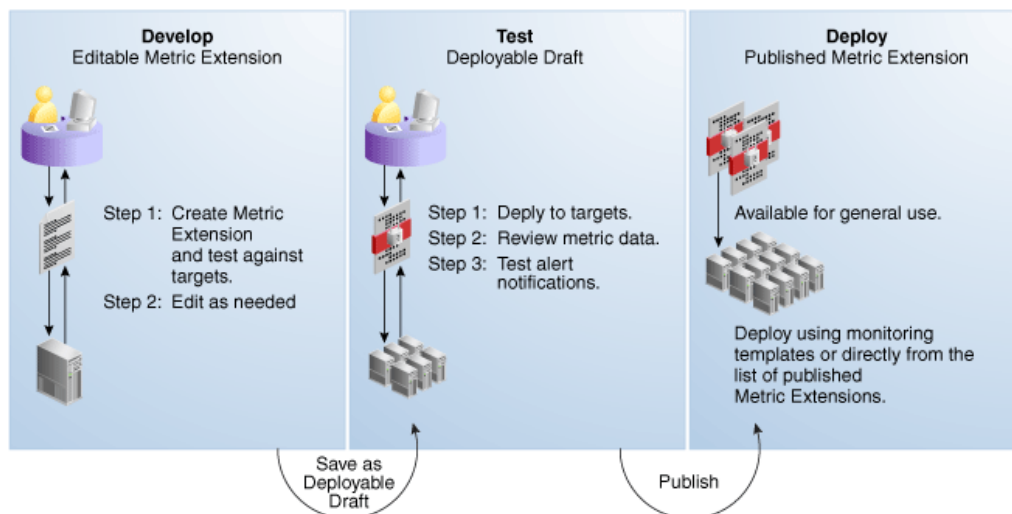 Develop
Editable Metric Extension
Step 1: Create Metric
Extension
and test against
targets.
Step 2: Edit as needed
Test
Deployable Draft
Step 1: Deply to targets.
Step 2: Review metric data.
Step 3: Test alert
notifications.
Deploy
Published Metric Extension
Available for general use.
Deploy using monitoring
templates or directly from the
list of published
Metric Extensions.
Save as
Deployable
Draft
Publish